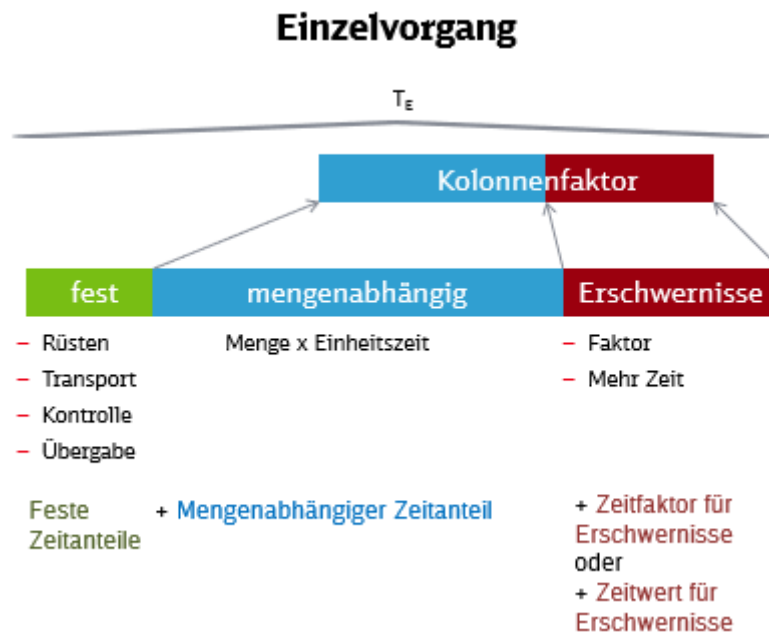 Einzelvorgang
TE
Kolonnenfaktor
fest
mengenabhängig
Erschwernisse
– Rüsten
– Transport
– Kontrolle
– Übergabe
Menge x Einheitszeit
– Faktor
– Mehr Zeit
Feste
Zeitanteile
+ Mengenabhängiger Zeitanteil
+ Zeitfaktor für
Erschwernisse
oder
+ Zeitwert für
Erschwernisse